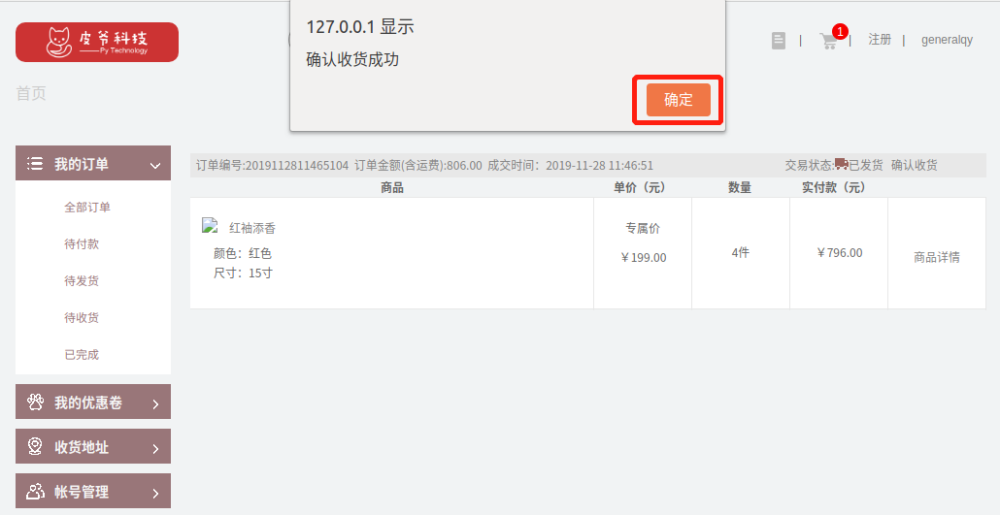 127.0.0.1 显示
确认收货成功
确定
皮爷科技
Py Technology
1
| | 注册 | generalqy
首页
我的订单
全部订单
待付款
待发货
待收货
已完成
我的优惠卷
收货地址
帐号管理
订单编号:2019112811465104 订单金额(含运费):806.00 成交时间：2019-11-28 11:46:51 交易状态:已发货 确认收货
商品 单价（元） 数量 实付款（元）
红袖添香
颜色：红色
尺寸：15寸
专属价
￥199.00
4件
￥796.00
商品详情